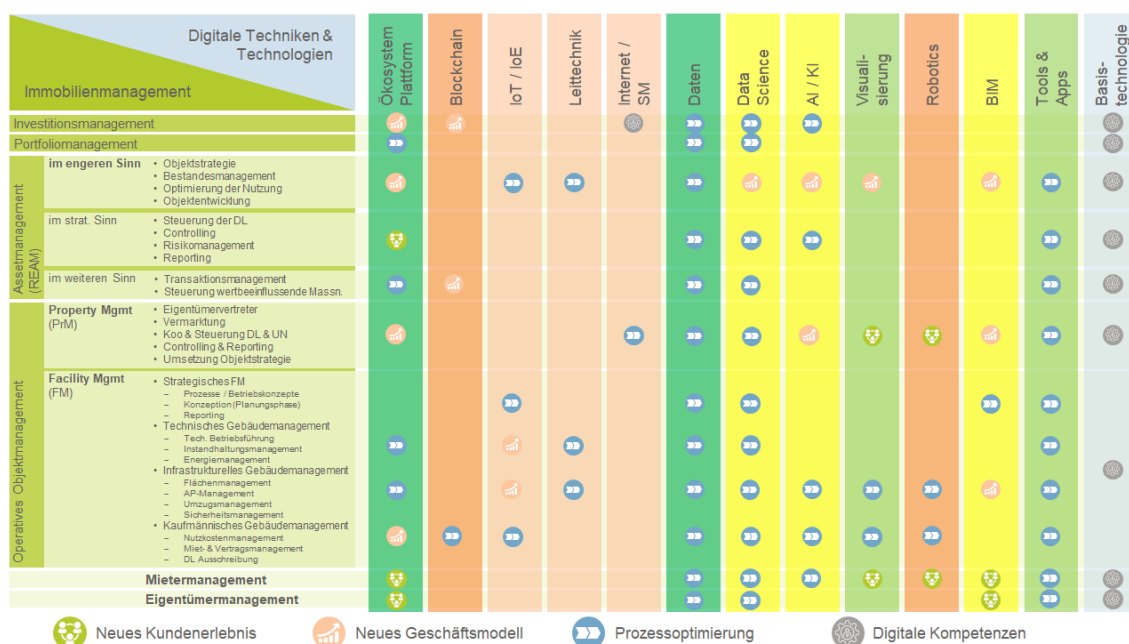 Digitale Techniken &
Technologien
Immobilienmanagement
Ökosystem
Plattform
Blockchain
IoT / IoE
Leittechnik
Internet /
SM
Daten
Data
Science
AI / KI
Visuali-
sierung
Robotics
BIM
Tools &
Apps
Basis-
technologie
Investitionsmanagement
Portfoliomanagement
Assetmanagement
(REAM)
im engeren Sinn
• Objektstrategie
• Bestandesmanagement
• Optimierung der Nutzung
• Objektentwicklung
im strat. Sinn
• Steuerung der DL
• Controlling
• Risikomanagement
• Reporting
im weiteren Sinn
• Transaktionsmanagement
• Steuerung wertbeeinflussende Massn.
Operatives Objektmanagement
Property Mgmt
(PrM)
• Eigentümervertreter
• Vermarktung
• Koo & Steuerung DL & UN
• Controlling & Reporting
• Umsetzung Objektstrategie
Facility Mgmt
(FM)
• Strategisches FM
– Prozesse / Betriebskonzepte
– Konzeption (Planungsphase)
– Reporting
• Technisches Gebäudemanagement
– Tech. Betriebsführung
– Instandhaltungsmanagement
– Energiemanagement
• Infrastrukturelles Gebäudemanagement
– Flächenmanagement
– AP-Management
– Umzugsmanagement
– Sicherheitsmanagement
• Kaufmännisches Gebäudemanagement
– Nutzkostenmanagement
– Miet- & Vertragsmanagement
– DL Ausschreibung
Mietermanagement
Eigentümermanagement
Neues Kundenerlebnis
Neues Geschäftsmodell
Prozessoptimierung
Digitale Kompetenzen